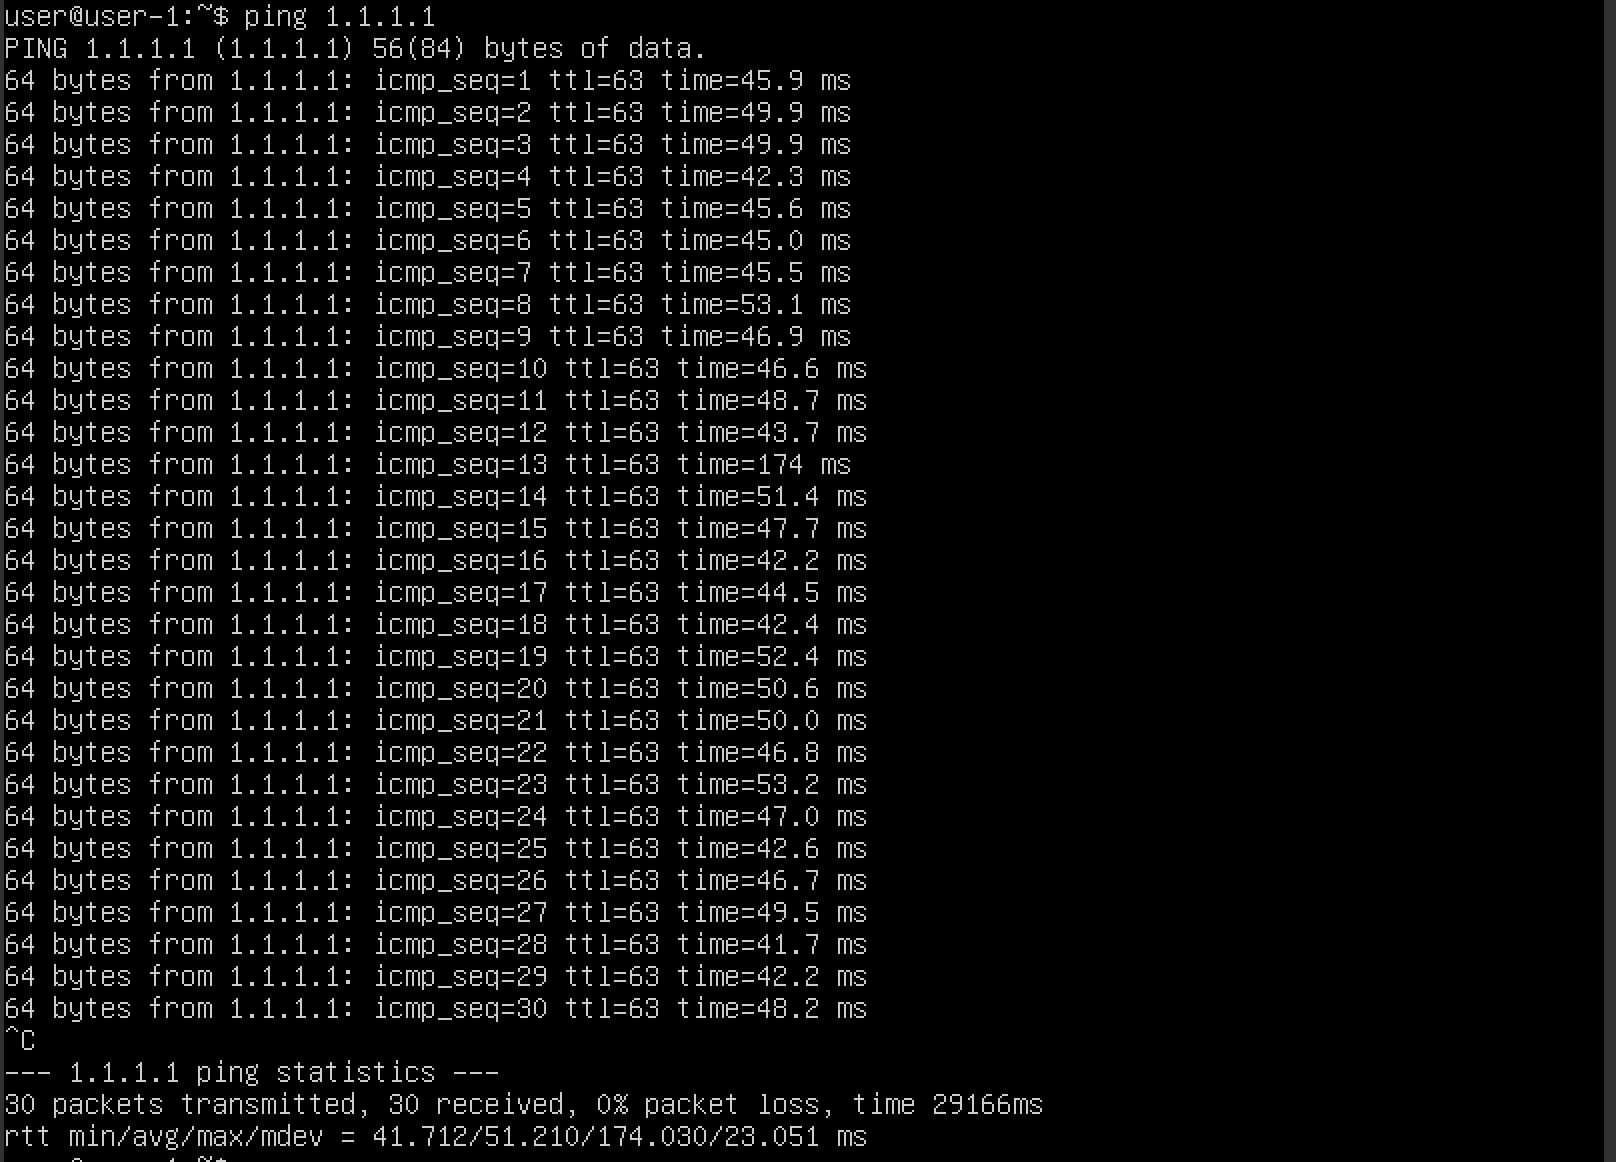 user@user-1:~$ ping 1.1.1.1
PING 1.1.1.1 (1.1.1.1) 56(84) bytes of data.
64 bytes from 1.1.1.1: icmp_seq=1 ttl=63 time=45.9 ms
64 bytes from 1.1.1.1: icmp_seq=2 ttl=63 time=49.9 ms
64 bytes from 1.1.1.1: icmp_seq=3 ttl=63 time=49.9 ms
64 bytes from 1.1.1.1: icmp_seq=4 ttl=63 time=42.3 ms
64 bytes from 1.1.1.1: icmp_seq=5 ttl=63 time=45.6 ms
64 bytes from 1.1.1.1: icmp_seq=6 ttl=63 time=45.0 ms
64 bytes from 1.1.1.1: icmp_seq=7 ttl=63 time=45.5 ms
64 bytes from 1.1.1.1: icmp_seq=8 ttl=63 time=53.1 ms
64 bytes from 1.1.1.1: icmp_seq=9 ttl=63 time=46.9 ms
64 bytes from 1.1.1.1: icmp_seq=10 ttl=63 time=46.6 ms
64 bytes from 1.1.1.1: icmp_seq=11 ttl=63 time=48.7 ms
64 bytes from 1.1.1.1: icmp_seq=12 ttl=63 time=43.7 ms
64 bytes from 1.1.1.1: icmp_seq=13 ttl=63 time=174 ms
64 bytes from 1.1.1.1: icmp_seq=14 ttl=63 time=51.4 ms
64 bytes from 1.1.1.1: icmp_seq=15 ttl=63 time=47.7 ms
64 bytes from 1.1.1.1: icmp_seq=16 ttl=63 time=42.2 ms
64 bytes from 1.1.1.1: icmp_seq=17 ttl=63 time=44.5 ms
64 bytes from 1.1.1.1: icmp_seq=18 ttl=63 time=42.4 ms
64 bytes from 1.1.1.1: icmp_seq=19 ttl=63 time=52.4 ms
64 bytes from 1.1.1.1: icmp_seq=20 ttl=63 time=50.6 ms
64 bytes from 1.1.1.1: icmp_seq=21 ttl=63 time=50.0 ms
64 bytes from 1.1.1.1: icmp_seq=22 ttl=63 time=46.8 ms
64 bytes from 1.1.1.1: icmp_seq=23 ttl=63 time=53.2 ms
64 bytes from 1.1.1.1: icmp_seq=24 ttl=63 time=47.0 ms
64 bytes from 1.1.1.1: icmp_seq=25 ttl=63 time=42.6 ms
64 bytes from 1.1.1.1: icmp_seq=26 ttl=63 time=46.7 ms
64 bytes from 1.1.1.1: icmp_seq=27 ttl=63 time=49.5 ms
64 bytes from 1.1.1.1: icmp_seq=28 ttl=63 time=41.7 ms
64 bytes from 1.1.1.1: icmp_seq=29 ttl=63 time=42.2 ms
64 bytes from 1.1.1.1: icmp_seq=30 ttl=63 time=48.2 ms
^C
--- 1.1.1.1 ping statistics ---
30 packets transmitted, 30 received, 0% packet loss, time 29166ms
rtt min/avg/max/mdev = 41.712/51.210/174.030/23.051 ms